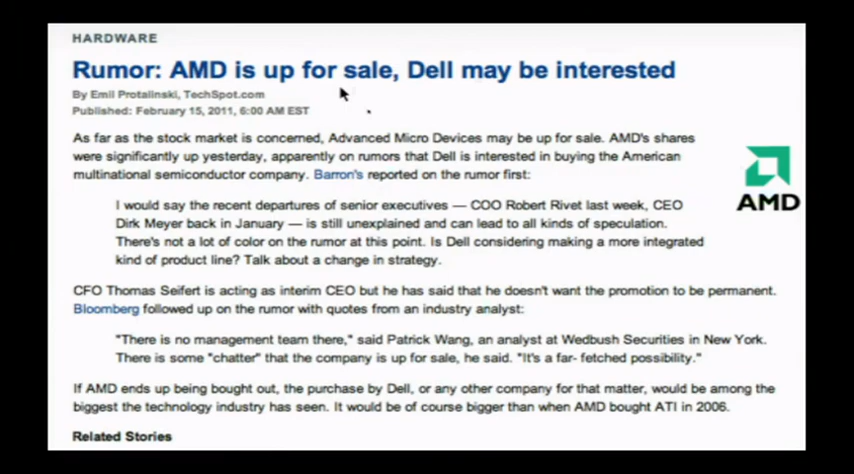 HARDWARE
Rumor: AMD is up for sale, Dell may be interested
By Emil Protalinski, TechSpot.com
Published: February 15, 2011, 6:00 AM EST
As far as the stock market is concerned, Advanced Micro Devices may be up for sale. AMD's shares
were significantly up yesterday, apparently on rumors that Dell is interested in buying the American
multinational semiconductor company. Barron's reported on the rumor first:
AMD
I would say the recent departures of senior executives — COO Robert Rivet last week, CEO
Dirk Meyer back in January — is still unexplained and can lead to all kinds of speculation.
There's not a lot of color on the rumor at this point. Is Dell considering making a more integrated
kind of product line? Talk about a change in strategy.
CFO Thomas Seifert is acting as interim CEO but he has said that he doesn't want the promotion to be permanent.
Bloomberg followed up on the rumor with quotes from an industry analyst:
"There is no management team there," said Patrick Wang, an analyst at Wedbush Securities in New York.
There is some "chatter" that the company is up for sale, he said. "It's a far- fetched possibility."
If AMD ends up being bought out, the purchase by Dell, or any other company for that matter, would be among the
biggest the technology industry has seen. It would be of course bigger than when AMD bought ATI in 2006.
Related Stories